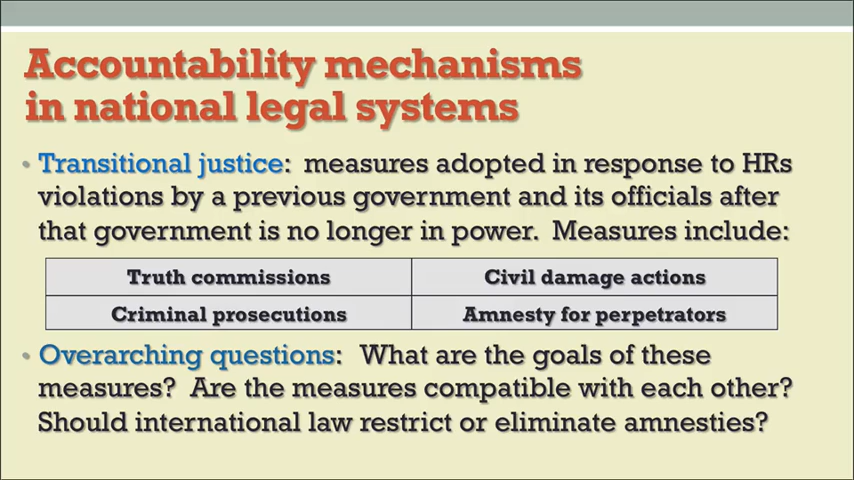 Accountability mechanisms
in national legal systems
• Transitional justice: measures adopted in response to HRs
violations by a previous government and its officials after
that government is no longer in power. Measures include:
Truth commissions Civil damage actions
Criminal prosecutions Amnesty for perpetrators
• Overarching questions: What are the goals of these
measures? Are the measures compatible with each other?
Should international law restrict or eliminate amnesties?